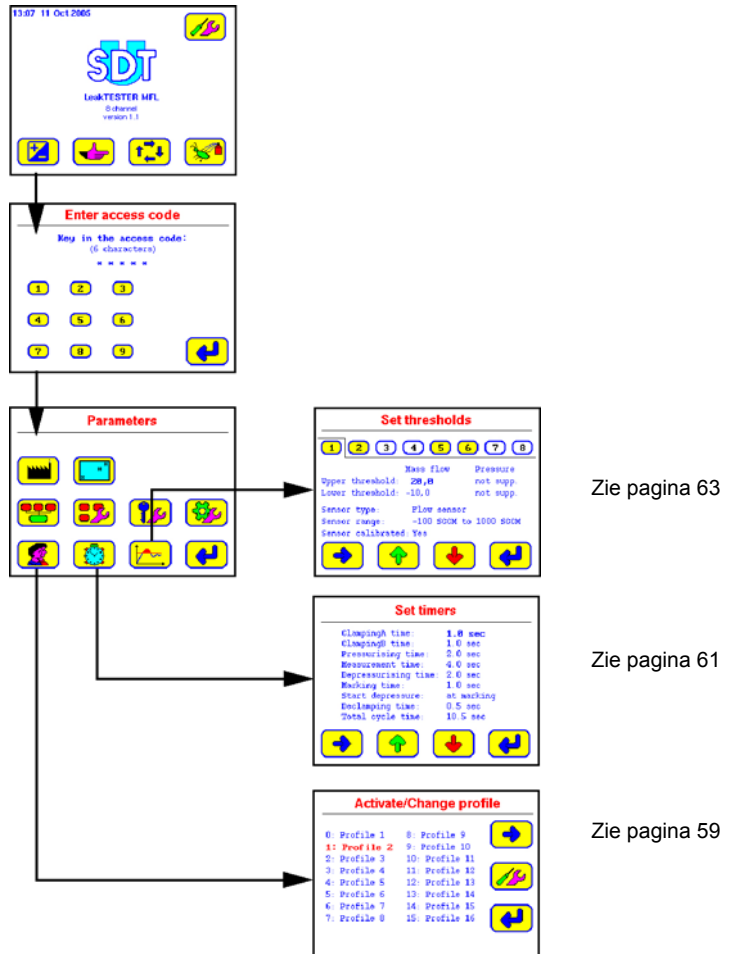 13:07 11 Oct 2005
SDT
LeakTESTER MFL
8 channel
version 1.1
Enter access code
Key in the access code:
(6 characters)
* * * * *
1 2 3
4 5 6
7 8 9
Parameters
Set thresholds
1 2 3 4 5 6 7 8
Mass flow Pressure
Upper threshold: 20,0 not supp.
Lower threshold: -10,0 not supp.
Sensor type: Flow sensor
Sensor range: -100 SCCM to 1000 SCCM
Sensor calibrated: Yes
Zie pagina 63
Set timers
ClampingA time: 1.0 sec
ClampingB time: 1.0 sec
Pressurising time: 2.0 sec
Measurement time: 4.0 sec
Depressurising time: 2.0 sec
Marking time: 1.0 sec
Start depressure: at marking
Declamping time: 0.5 sec
Total cycle time: 10.5 sec
Zie pagina 61
Activate/Change profile
0: Profile 1 8: Profile 9
1: Profile 2 9: Profile 10
2: Profile 3 10: Profile 11
3: Profile 4 11: Profile 12
4: Profile 5 12: Profile 13
5: Profile 6 13: Profile 14
6: Profile 7 14: Profile 15
7: Profile 8 15: Profile 16
Zie pagina 59